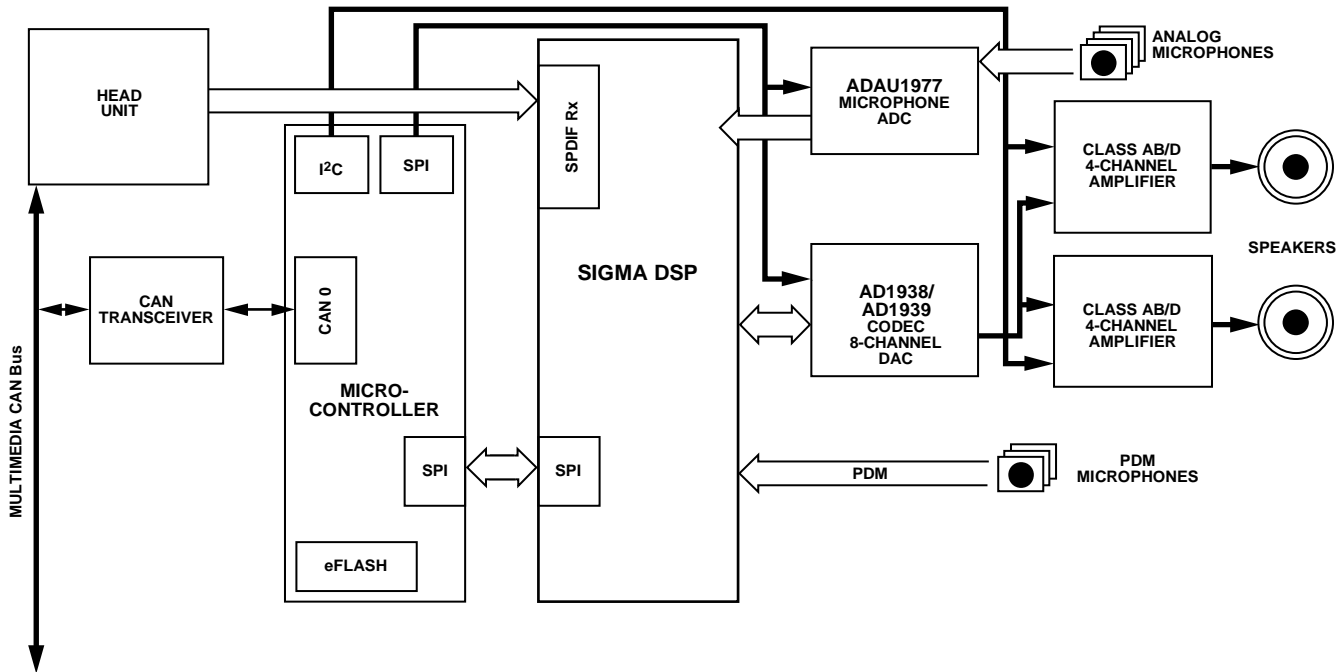 HEAD
UNIT
I²C
SPI
SPDIF Rx
ADAU1977
MICROPHONE
ADC
ANALOG
MICROPHONES
CLASS AB/D
4-CHANNEL
AMPLIFIER
SPEAKERS
SIGMA DSP
CAN
TRANSCEIVER
CAN 0
AD1938/
AD1939
CODEC
8-CHANNEL
DAC
CLASS AB/D
4-CHANNEL
AMPLIFIER
MULTIMEDIA CAN Bus
MICRO-
CONTROLLER
SPI
SPI
PDM
PDM
MICROPHONES
eFLASH